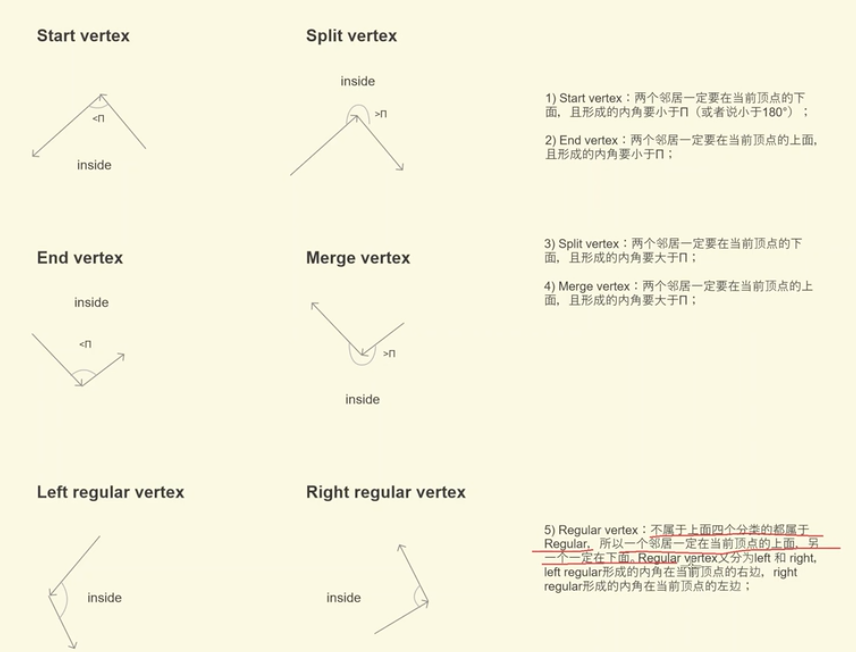 Start vertex
Split vertex
inside
<Π
>Π
inside
1) Start vertex：两个邻居一定要在当前顶点的下
面，且形成的内角要小于Π（或者说小于180°）；
2) End vertex：两个邻居一定要在当前顶点的上面,
且形成的内角要小于Π；
End vertex
Merge vertex
inside
<Π
>Π
inside
3) Split vertex：两个邻居一定要在当前顶点的下
面，且形成的内角要大于Π；
4) Merge vertex：两个邻居一定要在当前顶点的上
面，且形成的内角要大于Π；
Left regular vertex
Right regular vertex
inside
inside
5) Regular vertex：不属于上面四个分类的都属于
Regular，所以一个邻居一定在当前顶点的上面，另
一个一定在下面。Regular vertex又分为left 和 right,
left regular形成的内角在当前顶点的右边，right
regular形成的内角在当前顶点的左边；